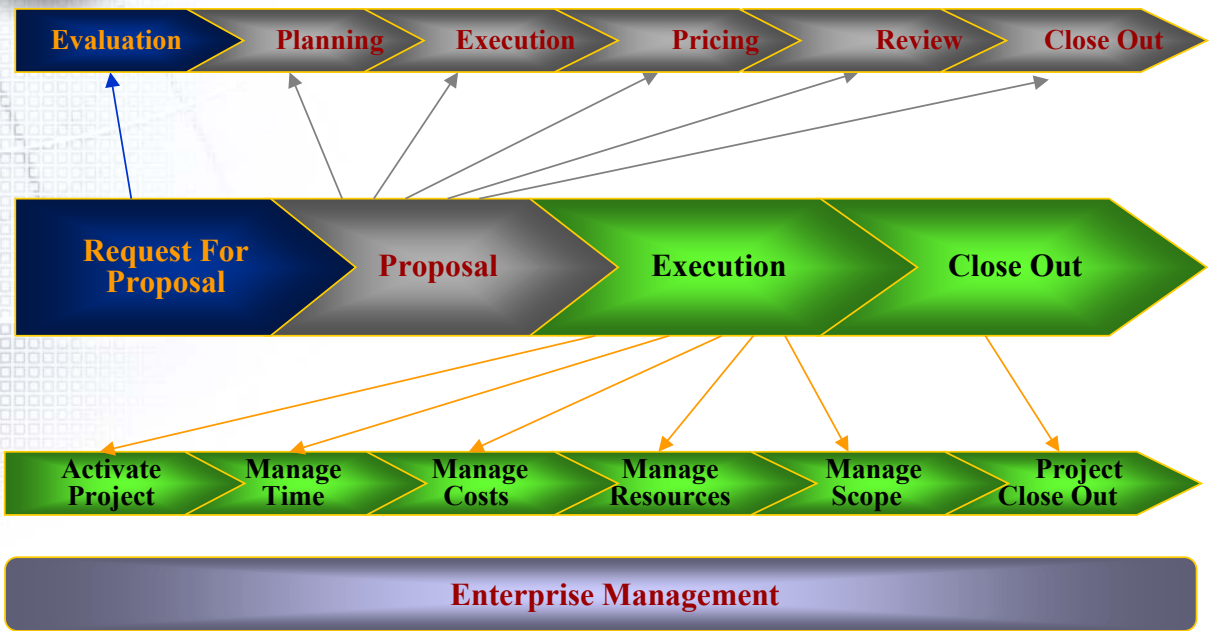 Evaluation
Planning
Execution
Pricing
Review
Close Out
Request For
Proposal
Proposal
Execution
Close Out
Activate
Project
Manage
Time
Manage
Costs
Manage
Resources
Manage
Scope
Project
Close Out
Enterprise Management